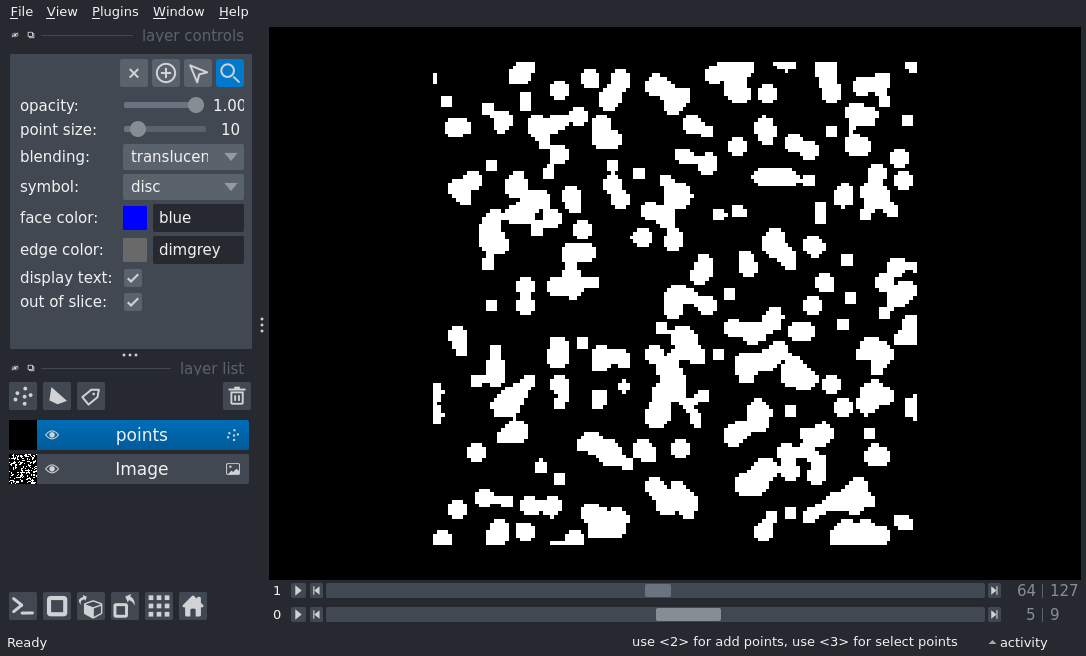 File View Plugins Window Help
layer controls
opacity: 1.00
point size: 10
blending: translucen
symbol: disc
face color: blue
edge color: dimgrey
display text:
out of slice:
layer list
points
Image
1 64 | 127
0 5 | 9
Ready use <2> for add points, use <3> for select points activity